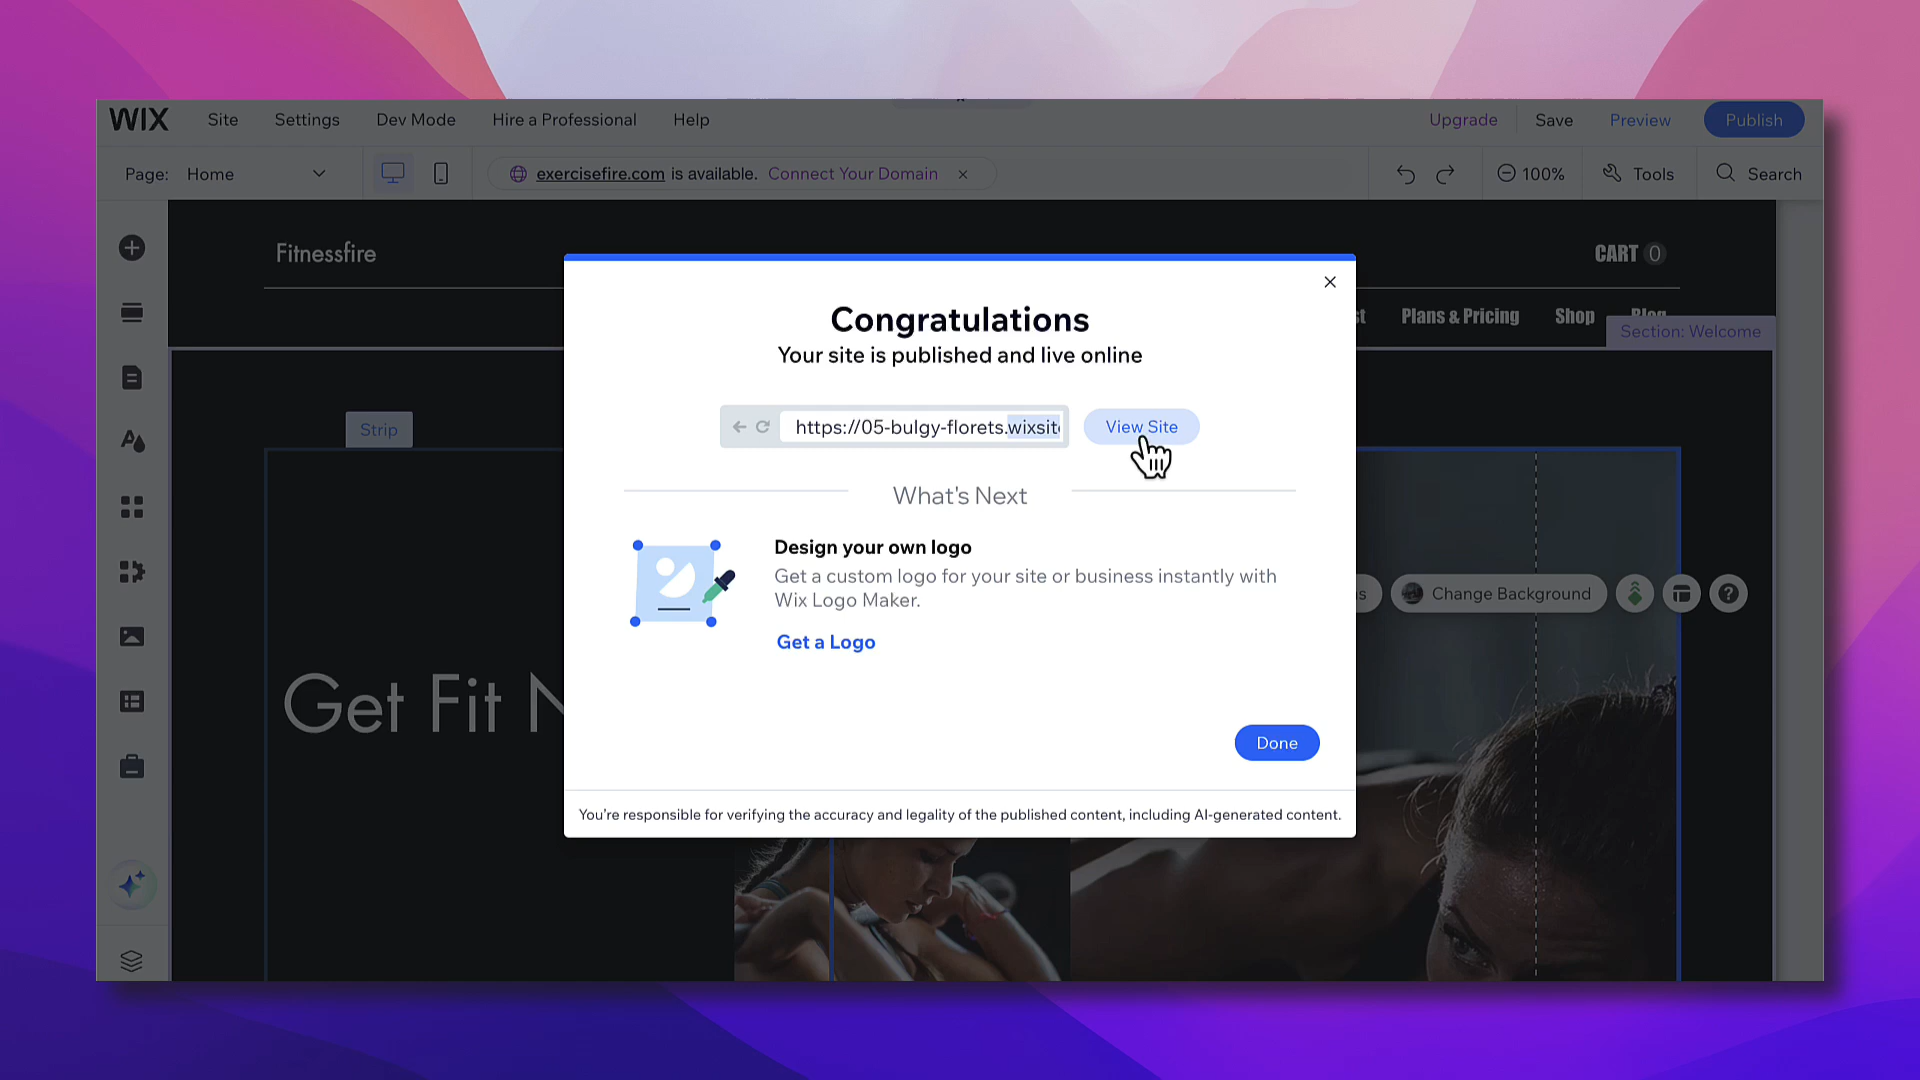 WIX Site Settings Dev Mode Hire a Professional Help Upgrade Save Preview Publish
Page: Home exercisefire.com is available. Connect Your Domain 100% Tools Search
Fitnessfire CART 0
Plans & Pricing Shop Blog
Section: Welcome
Strip
Congratulations
Your site is published and live online
https://05-bulgy-florets.wixsite View Site
What's Next
Design your own logo
Get a custom logo for your site or business instantly with
Wix Logo Maker.
Get a Logo
Change Background
Get Fit N
Done
You're responsible for verifying the accuracy and legality of the published content, including AI-generated content.